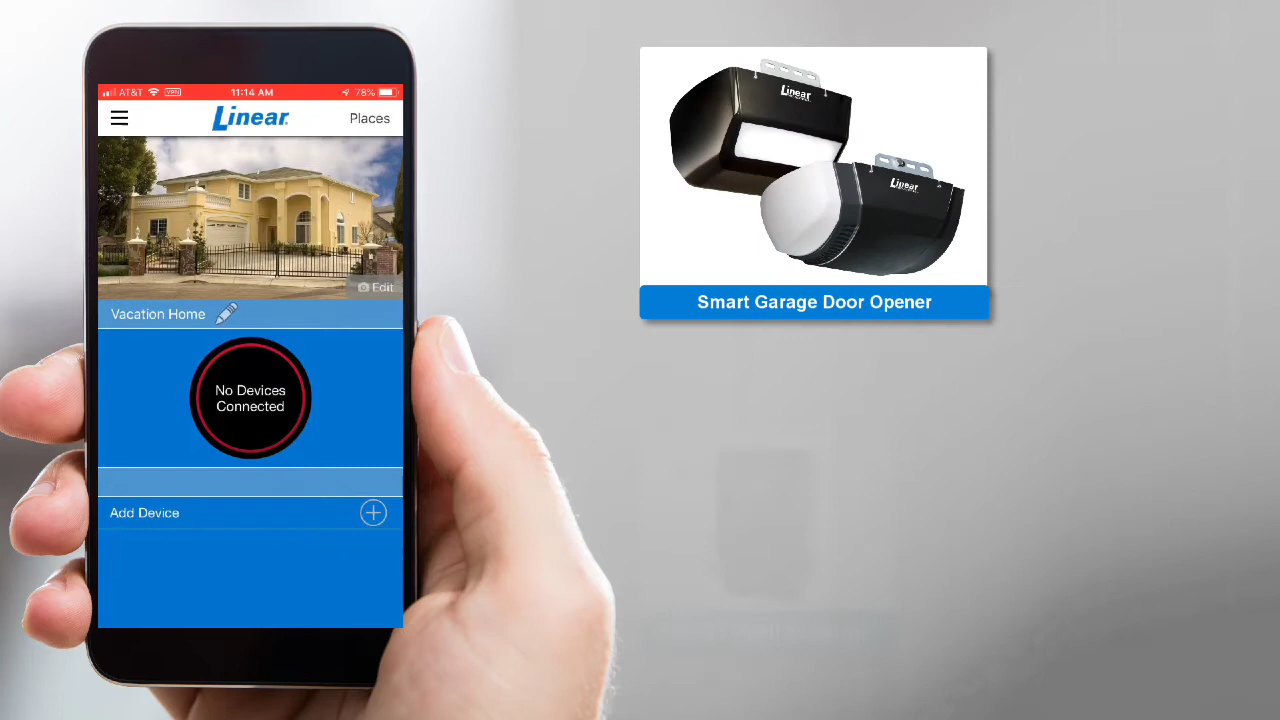 AT&T
VPN
11:14 AM
78%
Linear
Places
Edit
Vacation Home
No Devices
Connected
Add Device
Linear
Linear
Smart Garage Door Opener